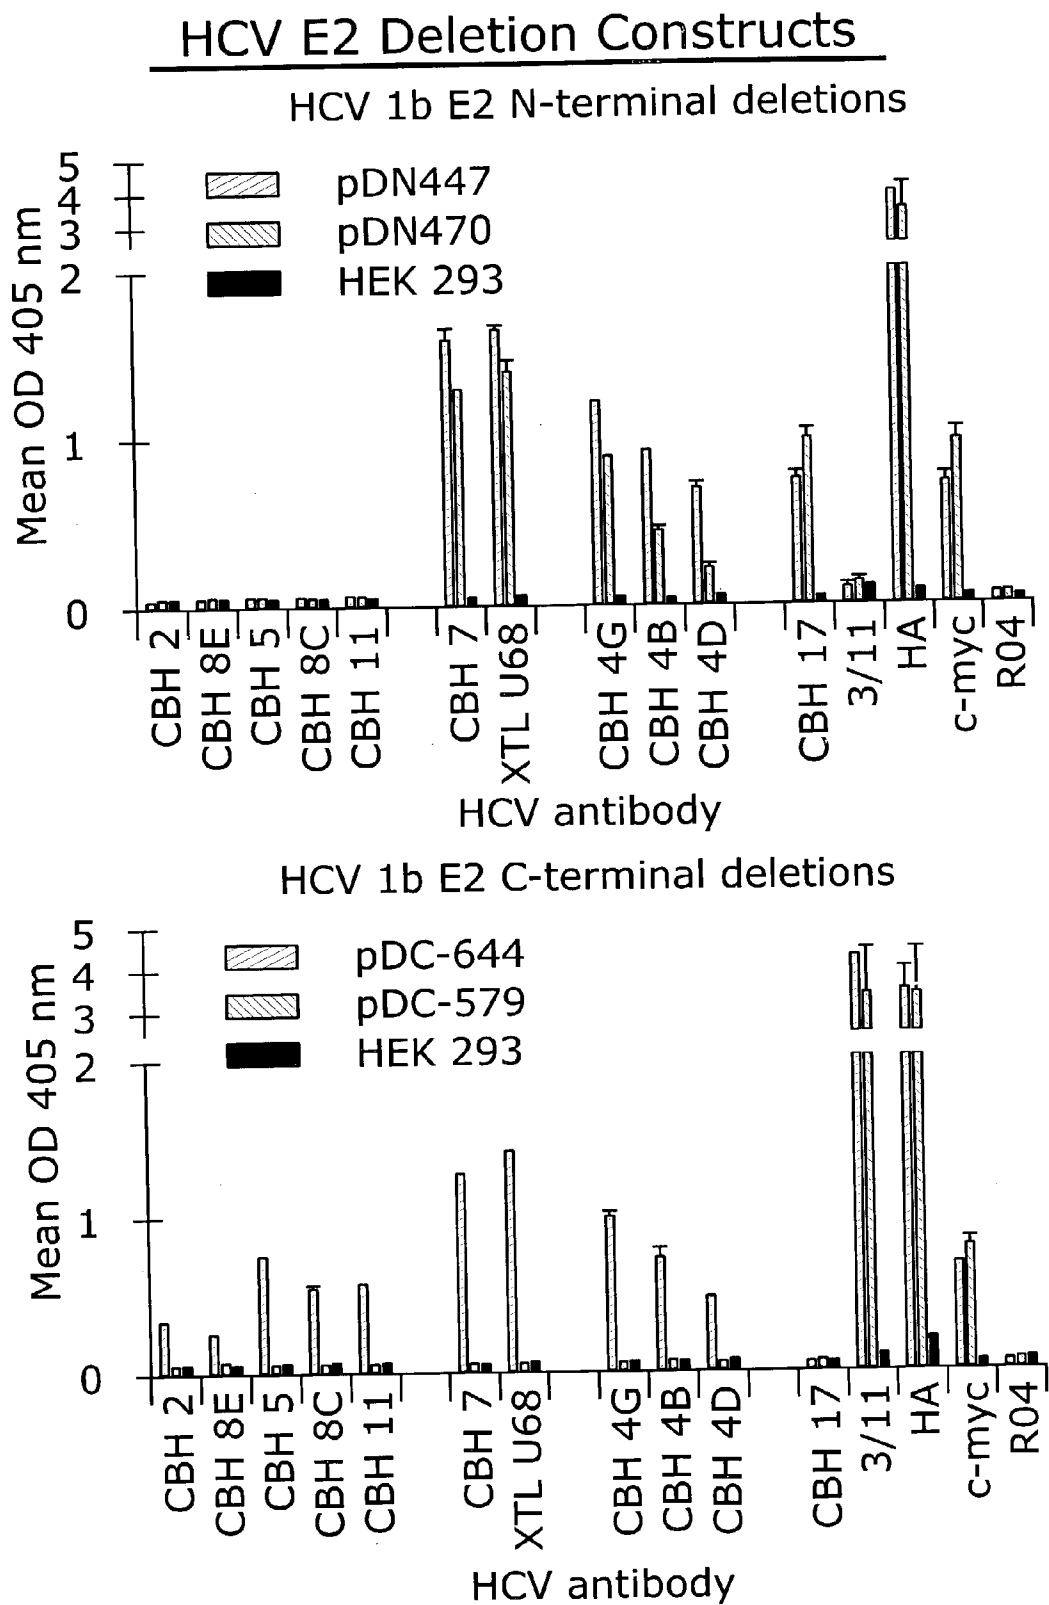 HCV E2 Deletion Constructs
HCV 1b E2 N-terminal deletions
Mean OD 405 nm
5
4
3
2
1
0
pDN447
pDN470
HEK 293
CBH 2
CBH 8E
CBH 5
CBH 8C
CBH 11
CBH 7
XTL U68
CBH 4G
CBH 4B
CBH 4D
CBH 17
3/11
HA
c-myc
R04
HCV antibody
HCV 1b E2 C-terminal deletions
Mean OD 405 nm
5
4
3
2
1
0
pDC-644
pDC-579
HEK 293
CBH 2
CBH 8E
CBH 5
CBH 8C
CBH 11
CBH 7
XTL U68
CBH 4G
CBH 4B
CBH 4D
CBH 17
3/11
HA
c-myc
R04
HCV antibody